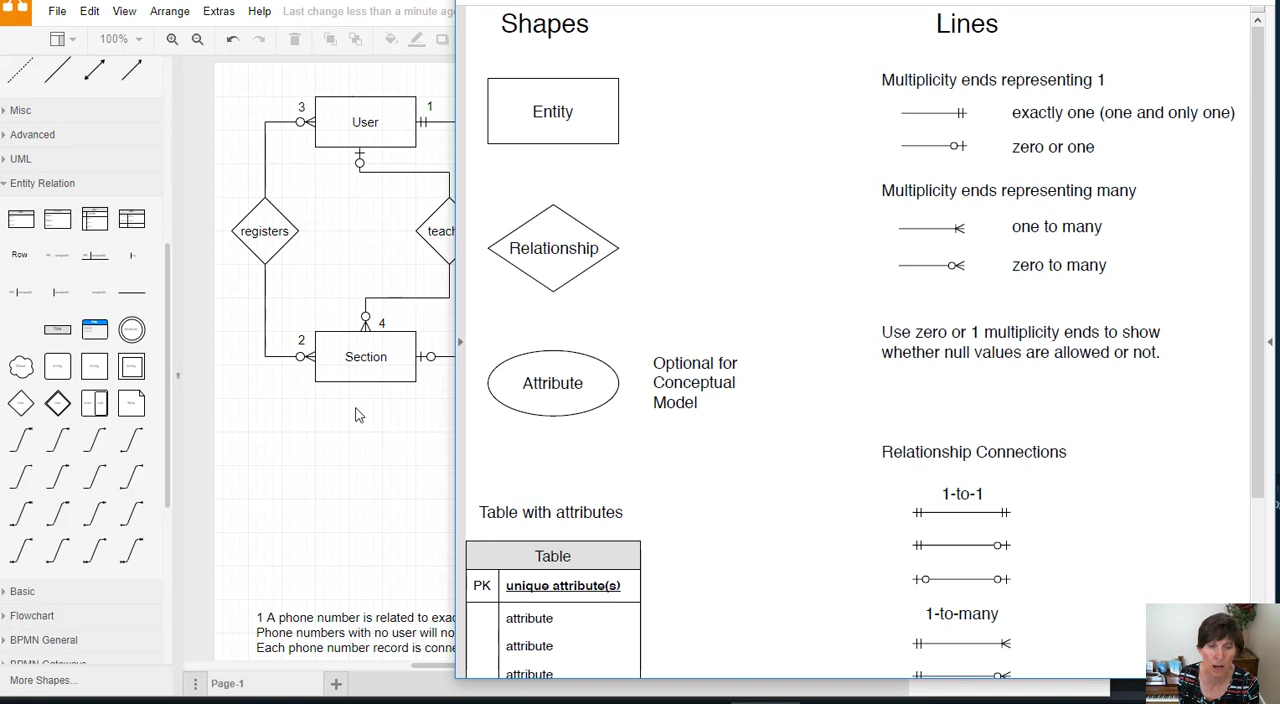 File Edit View Arrange Extras Help Last change less than a minute ago
100%
Misc
Advanced
UML
Entity Relation
Row
Title
Basic
Flowchart
BPMN General
BPMN Gateways
More Shapes...
3
User
1
registers
teach
2
4
Section
1 A phone number is related to exac
Phone numbers with no user will no
Each phone number record is conne
Page-1
Shapes
Entity
Relationship
Attribute
Optional for
Conceptual
Model
Table with attributes
Table
PK unique attribute(s)
attribute
attribute
attribute
Lines
Multiplicity ends representing 1
exactly one (one and only one)
zero or one
Multiplicity ends representing many
one to many
zero to many
Use zero or 1 multiplicity ends to show
whether null values are allowed or not.
Relationship Connections
1-to-1
1-to-many